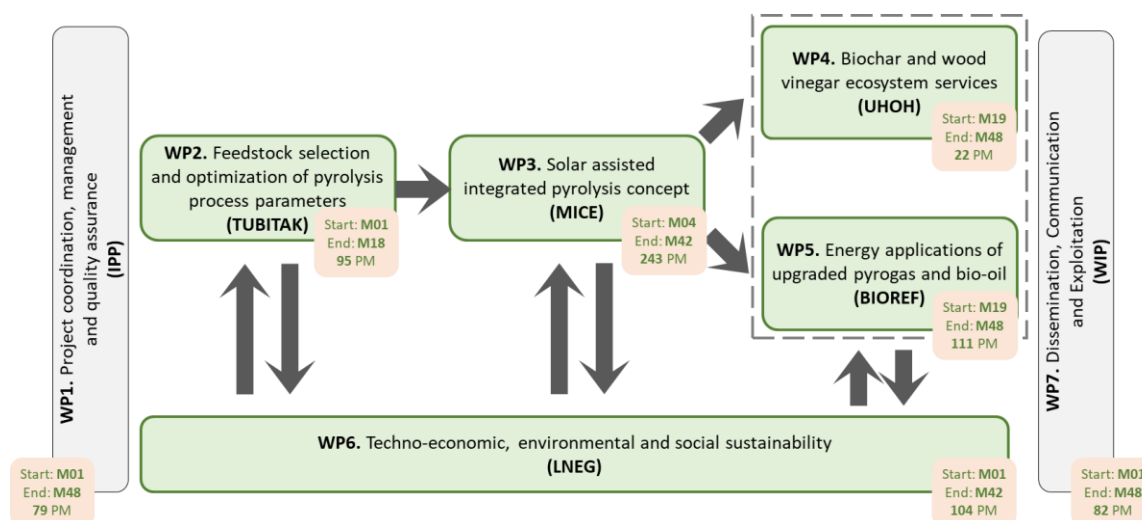 WP1. Project coordination, management
and quality assurance
(IPP)
Start: M01
End: M48
79 PM
WP2. Feedstock selection
and optimization of pyrolysis
process parameters
(TUBITAK)
Start: M01
End: M18
95 PM
WP3. Solar assisted
integrated pyrolysis concept
(MICE)
Start: M04
End: M42
243 PM
WP4. Biochar and wood
vinegar ecosystem services
(UHOH)
Start: M19
End: M48
22 PM
WP5. Energy applications of
upgraded pyrogas and bio-oil
(BIOREF)
Start: M19
End: M48
111 PM
WP6. Techno-economic, environmental and social sustainability
(LNEG)
Start: M01
End: M42
104 PM
WP7. Dissemination, Communication
and Exploitation
(WIP)
Start: M01
End: M48
82 PM